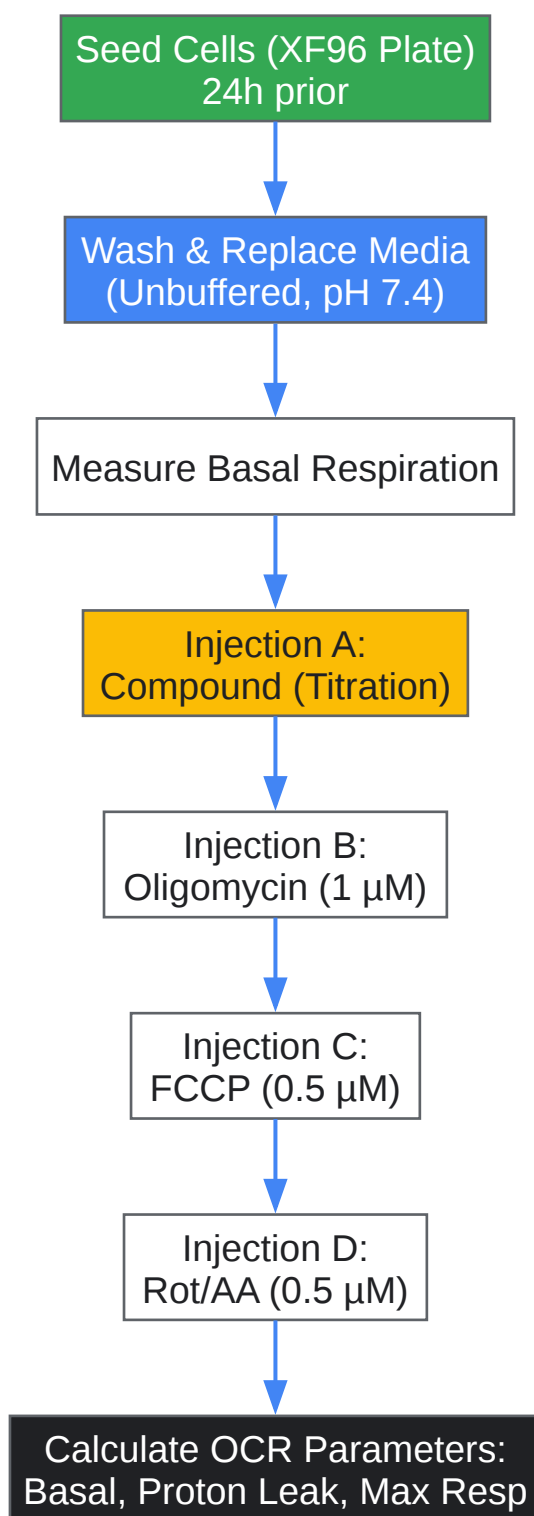 Seed Cells (XF96 Plate)
24h prior
Wash & Replace Media
(Unbuffered, pH 7.4)
Measure Basal Respiration
Injection A:
Compound (Titration)
Injection B:
Oligomycin (1 µM)
Injection C:
FCCP (0.5 µM)
Injection D:
Rot/AA (0.5 µM)
Calculate OCR Parameters:
Basal, Proton Leak, Max Resp